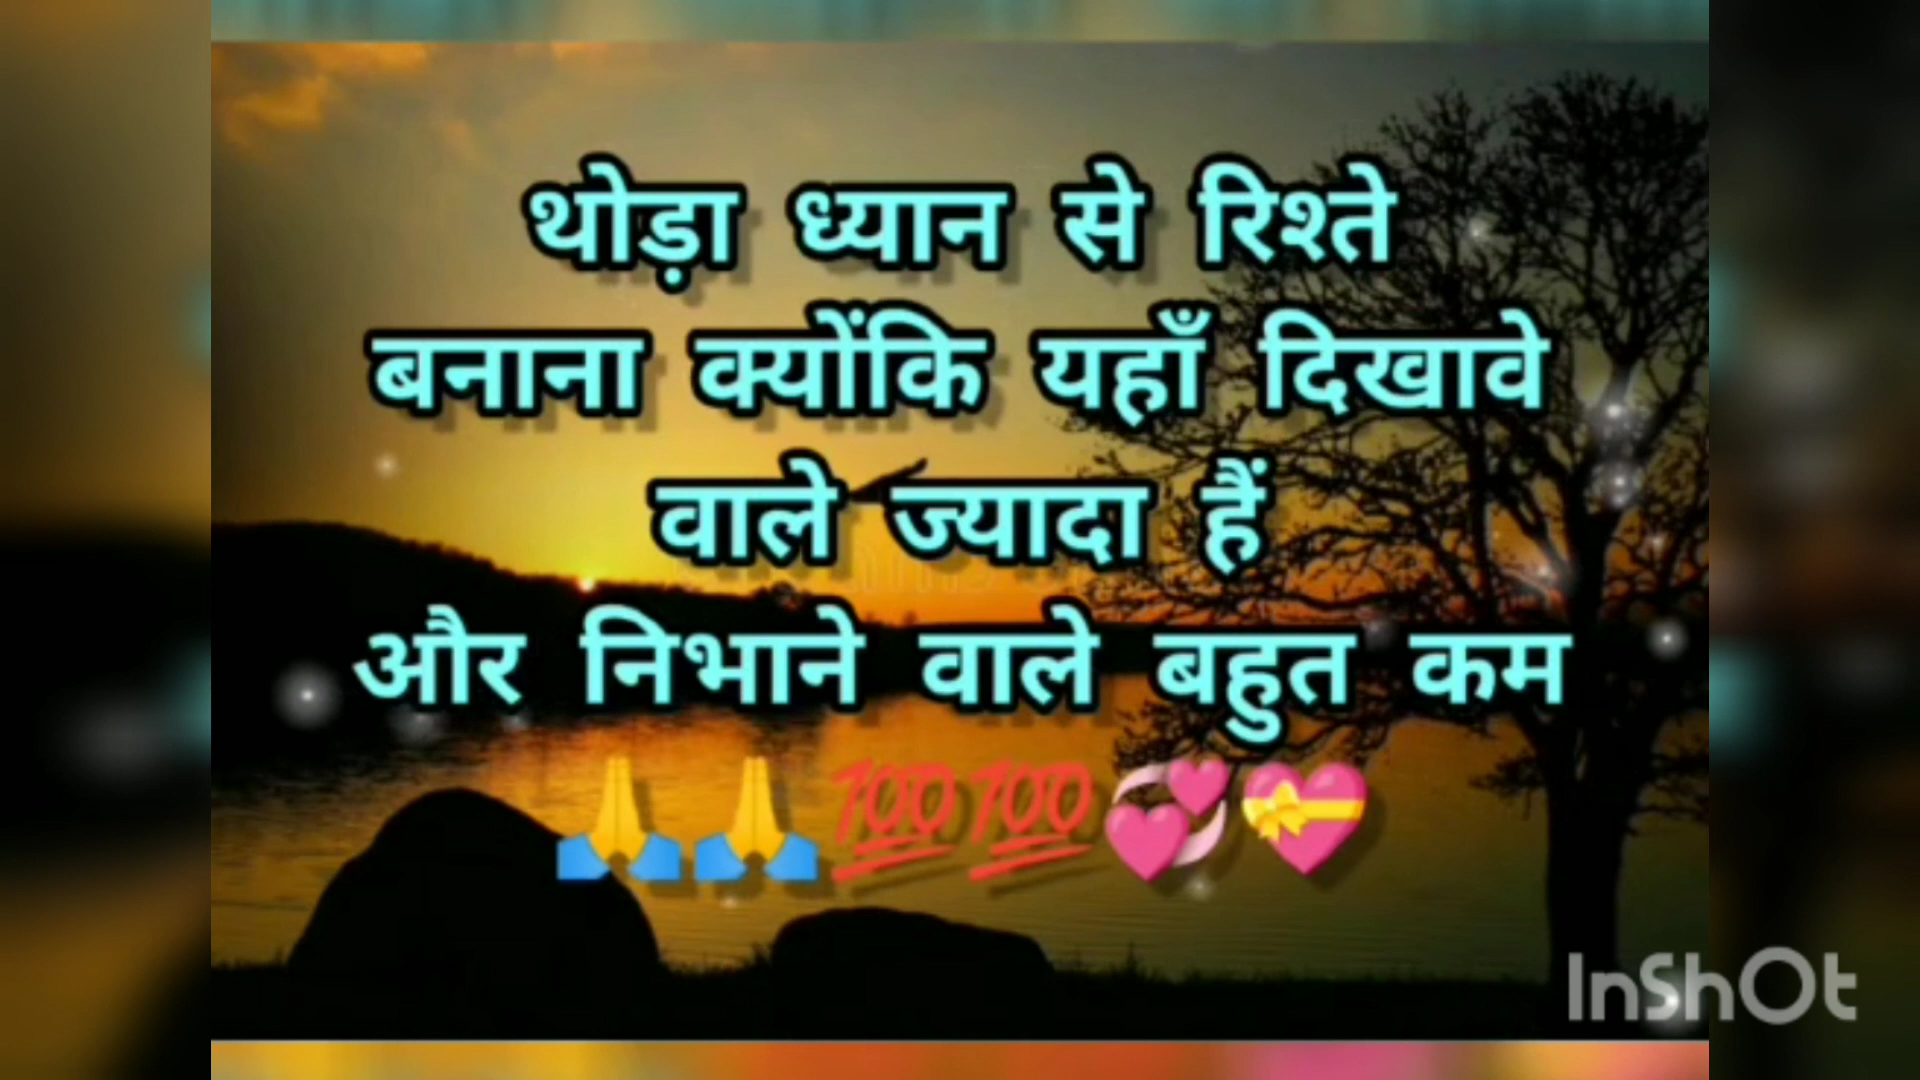 थोड़ा ध्यान से रिश्ते
बनाना क्योंकि यहाँ दिखावे
वाले ज्यादा हैं
और निभाने वाले बहुत कम
🙏🙏💯💯💞💝
InShOt